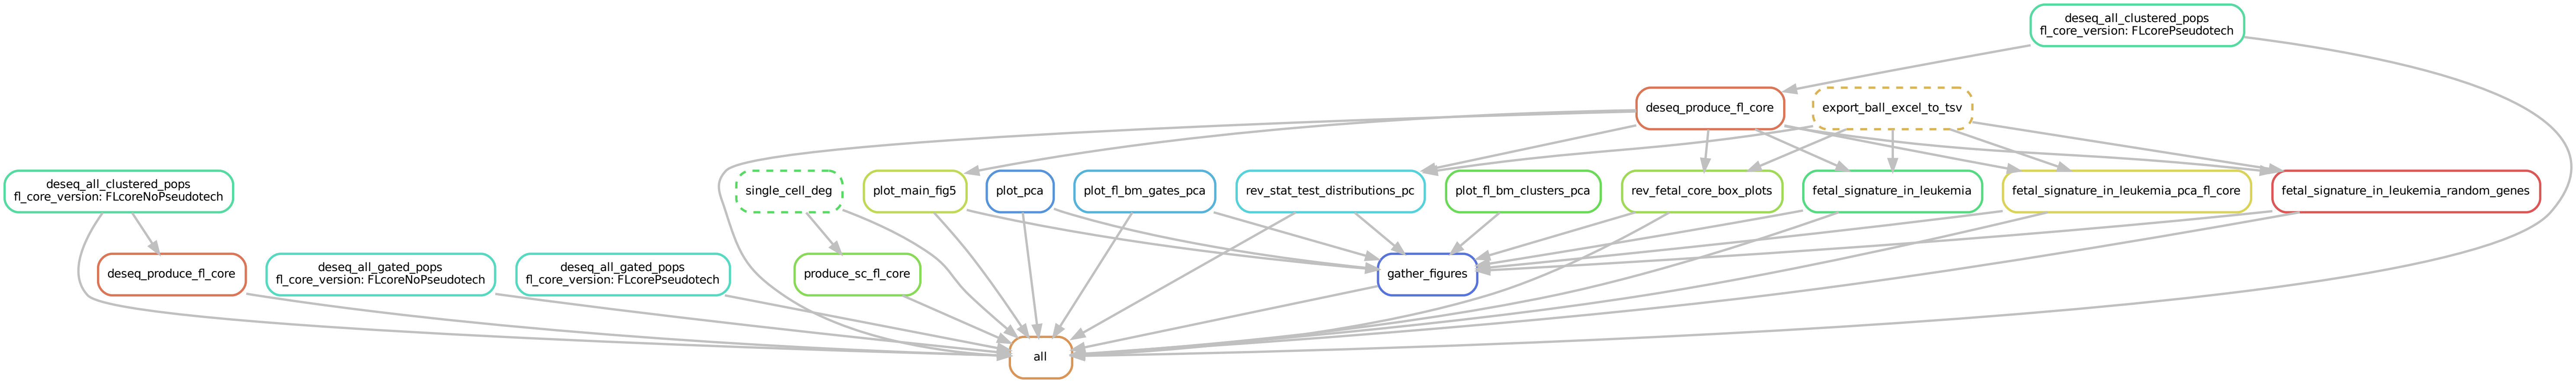 deseq_all_clustered_pops
fl_core_version: FLcorePseudotech
deseq_produce_fl_core
export_ball_excel_to_tsv
deseq_all_clustered_pops
fl_core_version: FLcoreNoPseudotech
single_cell_deg
plot_main_fig5
plot_pca
plot_fl_bm_gates_pca
rev_stat_test_distributions_pc
plot_fl_bm_clusters_pca
rev_fetal_core_box_plots
fetal_signature_in_leukemia
fetal_signature_in_leukemia_pca_fl_core
fetal_signature_in_leukemia_random_genes
deseq_produce_fl_core
deseq_all_gated_pops
fl_core_version: FLcoreNoPseudotech
deseq_all_gated_pops
fl_core_version: FLcorePseudotech
produce_sc_fl_core
gather_figures
all